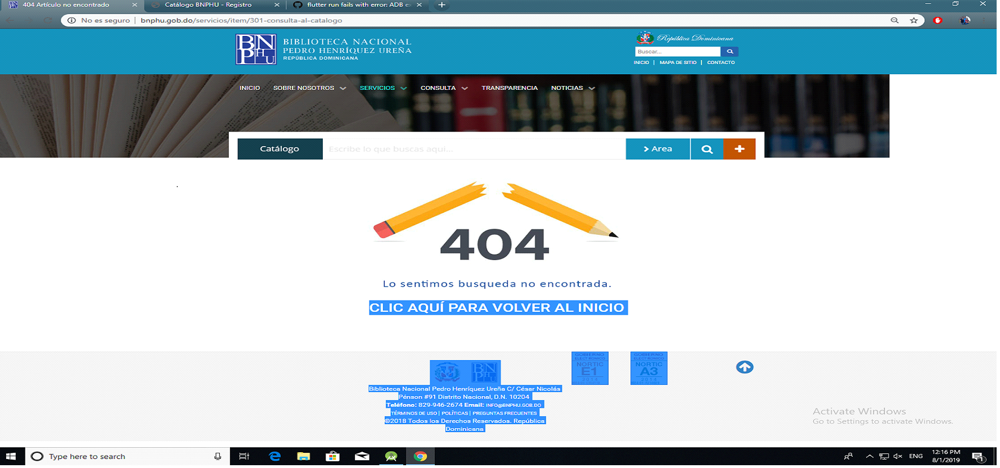 404 Artículo no encontrado
Catálogo BNPHU - Registro
flutter run fails with error: ADB e
No es seguro | bnphu.gob.do/servicios/item/301-consulta-al-catalogo
BNPHU
BIBLIOTECA NACIONAL
PEDRO HENRÍQUEZ UREÑA
REPÚBLICA DOMINICANA
República Dominicana
Buscar...
INICIO | MAPA DE SITIO | CONTACTO
INICIO SOBRE NOSOTROS SERVICIOS CONSULTA TRANSPARENCIA NOTICIAS
Catálogo Escribe lo que buscas aqui... > Area
404
Lo sentimos busqueda no encontrada.
CLIC AQUÍ PARA VOLVER AL INICIO
GOBIERNO
ELECTRONICO
NORTIC
E1
2014
GOBIERNO
ELECTRONICO
NORTIC
A3
2014
BNPHU
Biblioteca Nacional Pedro Henríquez Ureña C/ César Nicolás
Pénson #91 Distrito Nacional, D.N. 10204
Teléfono: 829-946-2674 Email: INFO@BNPHU.GOB.DO
TÉRMINOS DE USO | POLÍTICAS | PREGUNTAS FRECUENTES
©2018 Todos los Derechos Reservados. República
Dominicana
Activate Windows
Go to Settings to activate Windows.
Type here to search
ENG
12:16 PM
8/1/2019
1